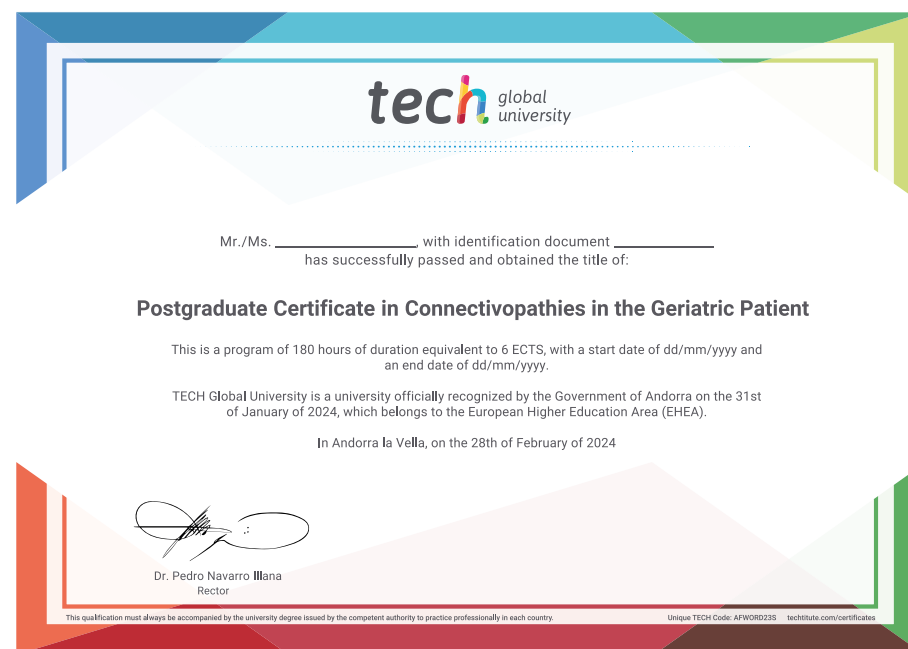 tech global university
Mr./Ms. ____________________, with identification document ______________
has successfully passed and obtained the title of:
Postgraduate Certificate in Connectivopathies in the Geriatric Patient
This is a program of 180 hours of duration equivalent to 6 ECTS, with a start date of dd/mm/yyyy and
an end date of dd/mm/yyyy.
TECH Global University is a university officially recognized by the Government of Andorra on the 31st
of January of 2024, which belongs to the European Higher Education Area (EHEA).
In Andorra la Vella, on the 28th of February of 2024
Dr. Pedro Navarro Illana
Rector
This qualification must always be accompanied by the university degree issued by the competent authority to practice professionally in each country.
Unique TECH Code: AFWORD23S techtitute.com/certificates